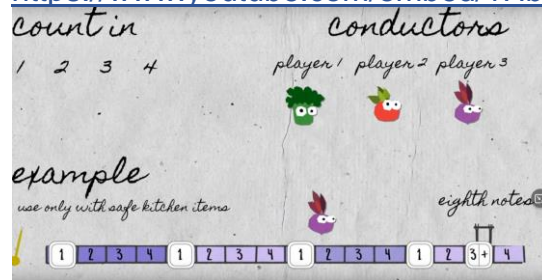 count in
conductors
1 2 3 4
player 1 player 2 player 3
example
use only with safe kitchen items
eighth notes
1 2 3 4 1 2 3 4 1 2 3 4 1 2 3+ 4